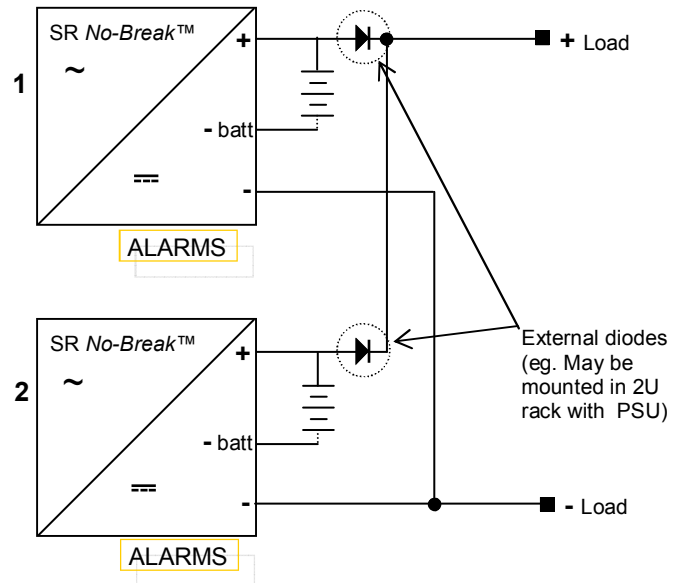 SR No-Break™
~
+
+ Load
1
- batt
-
ALARMS
SR No-Break™
~
+
External diodes
(eg. May be
mounted in 2U
rack with PSU)
2
- batt
-
- Load
ALARMS